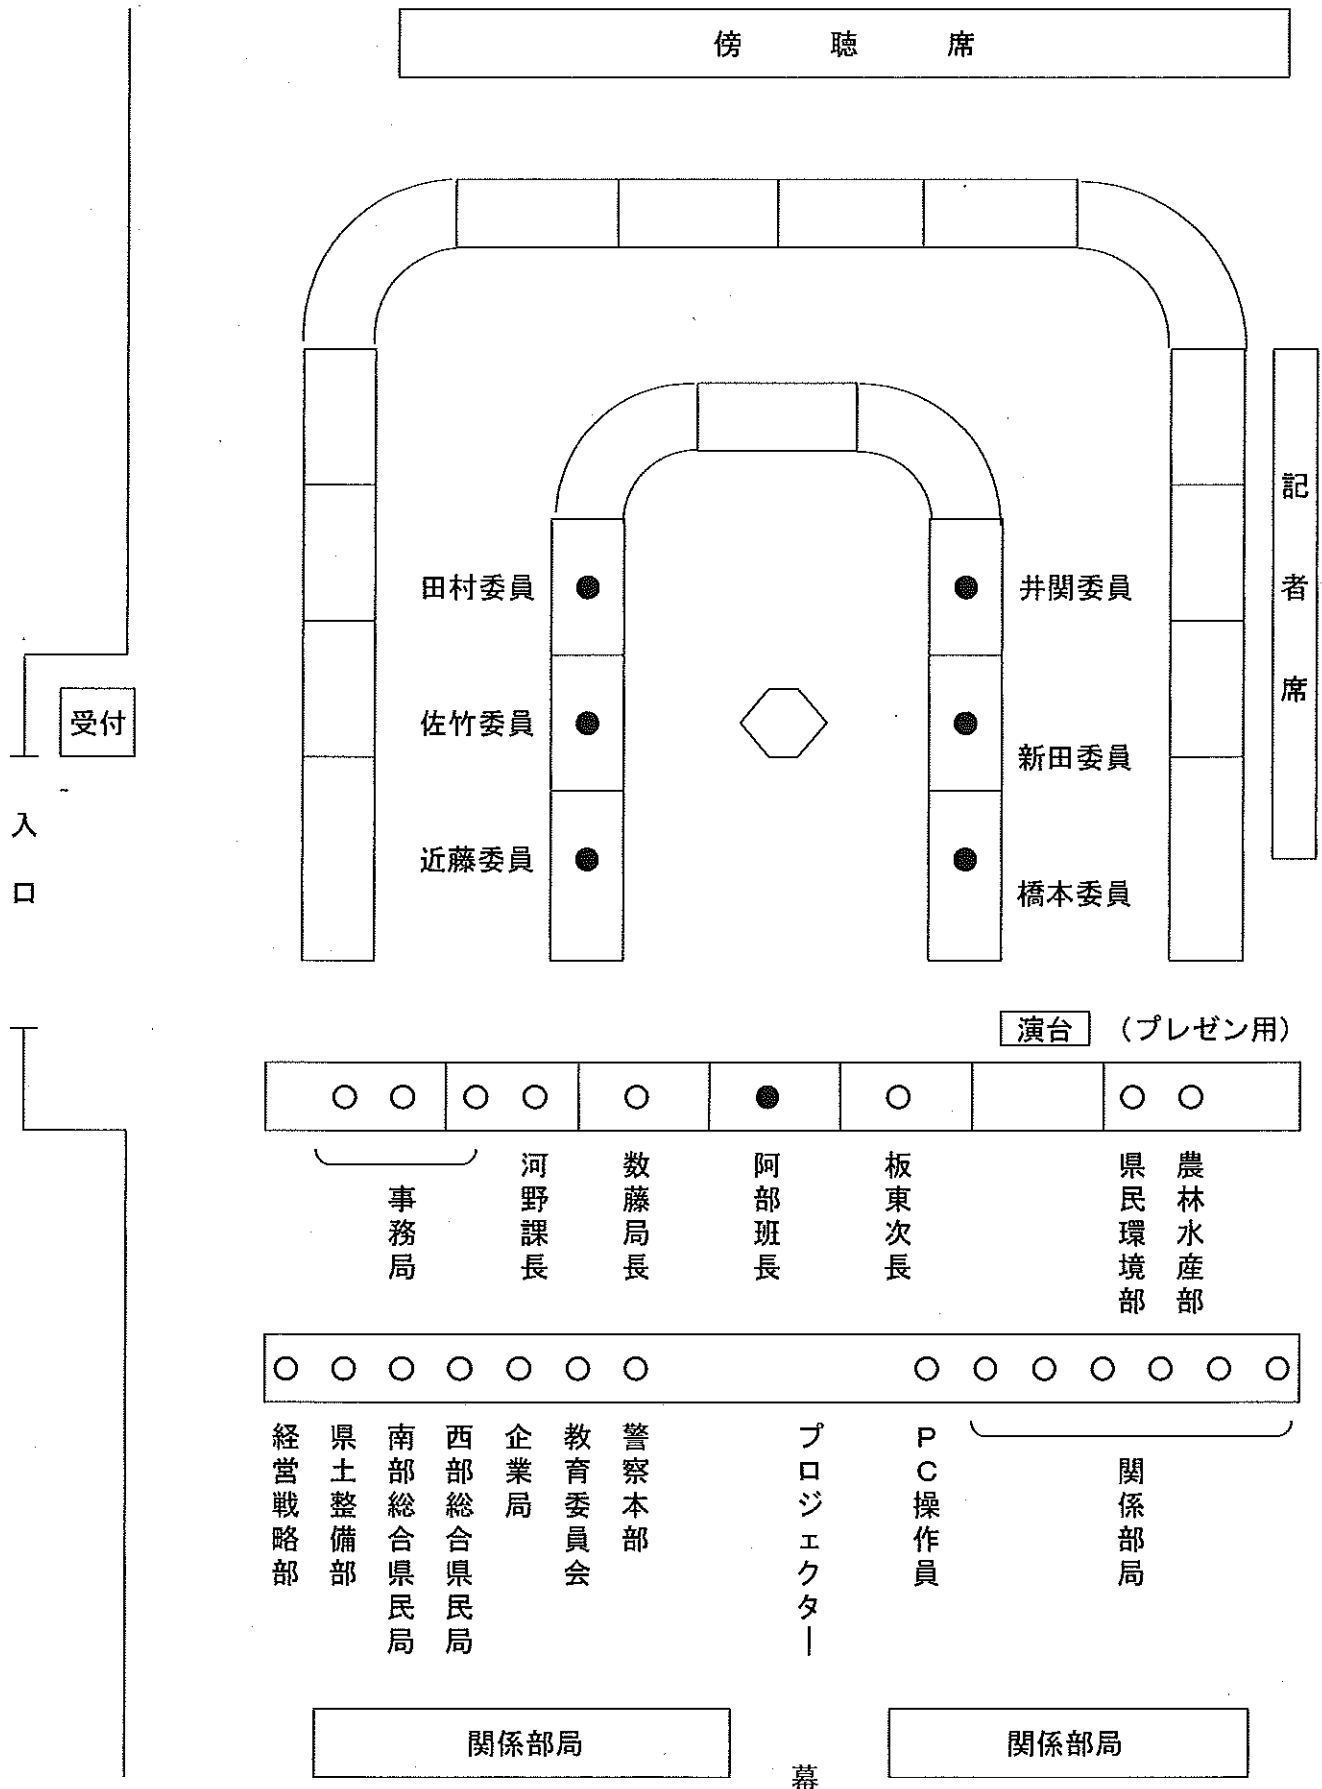 傍聴席
記者席
田村委員
井関委員
受付
佐竹委員
新田委員
入口
近藤委員
橋本委員
演台 （プレゼン用）
事務局
河野課長
数藤局長
阿部班長
板東次長
県民環境部
農林水産部
経営戦略部
県土整備部
南部総合県民局
西部総合県民局
企業局
教育委員会
警察本部
プロジェクター
ＰＣ操作員
関係部局
関係部局
関係部局
幕